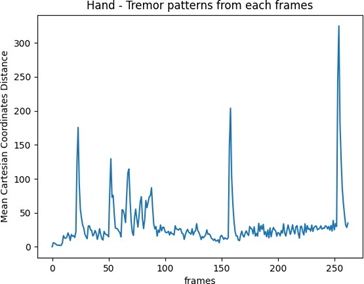 Hand - Tremor patterns from each frames
Mean Cartesian Coordinates Distance
300
250
200
150
100
50
0
0 50 100 150 200 250
frames